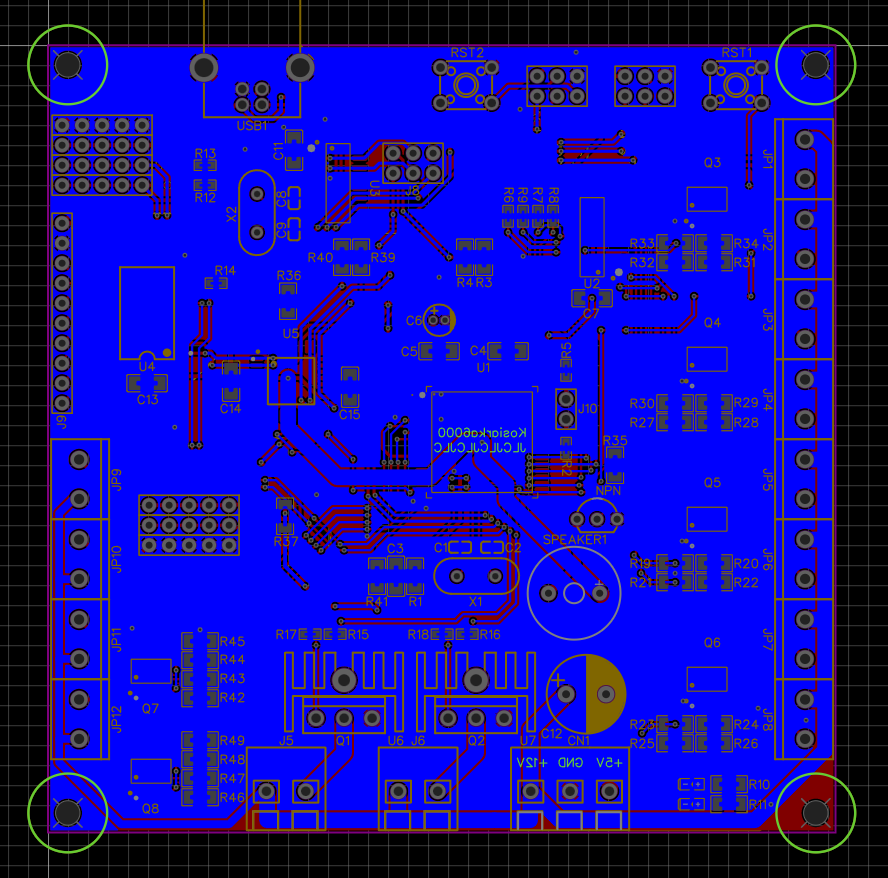 RST2
RST1
USB1
C11
R13
R12
U3
J8
Q3
JP1
X2
C8
C9
R6
R9
R7
R8
R40
R39
R4
R3
R33
R34
R32
R31
JP2
U2
C7
R14
R36
U5
C6
Q4
JP3
U4
C5
C4
U1
R5
C13
C14
C15
J10
J9
R30
R29
R27
R28
JP4
Kosiarka6000
JLCJLCJLCJLC
R2
R35
NPN
Q5
JP5
JP9
R37
SPEAKER1
C1
C2
C3
JP10
R19
R20
R21
R22
JP6
R41
R1
X1
R17
R15
R18
R16
JP11
R45
R44
R43
R42
Q6
JP7
Q7
JP12
C12
R23
R24
R25
R26
JP8
R49
R48
R47
R46
J5
Q1
U6
J6
Q2
U7
CN1
+12V
GND
+5V
R10
R11
Q8